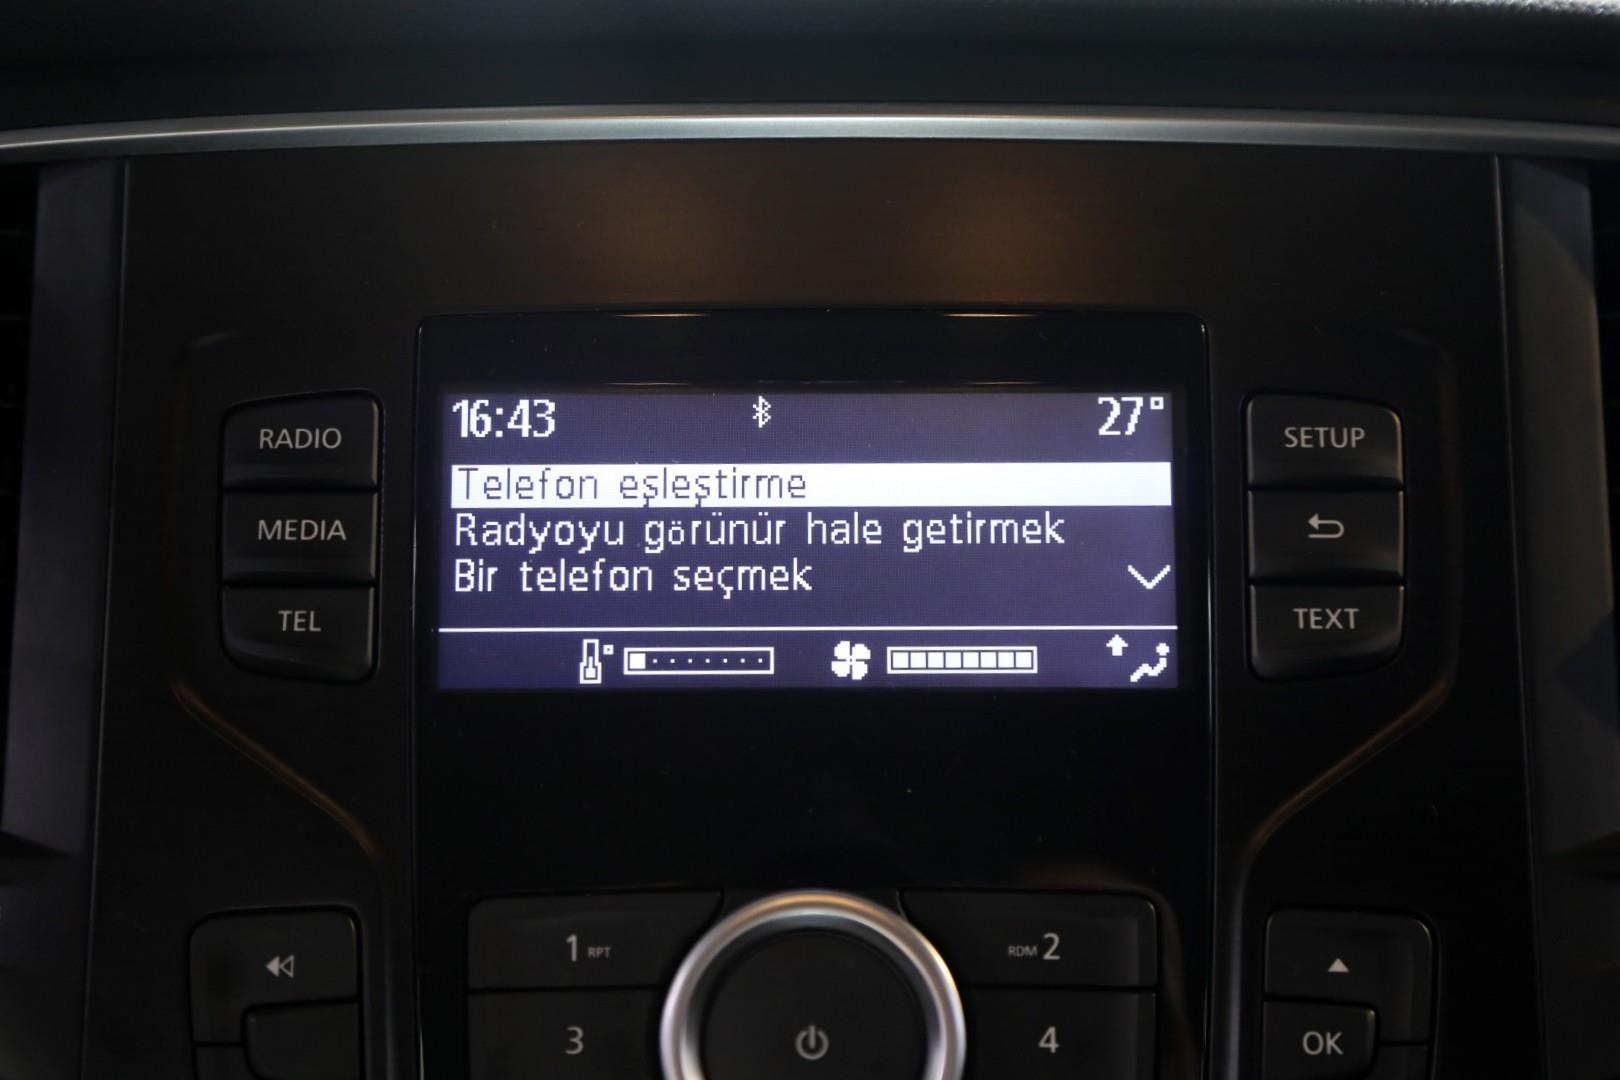 16:43 27°
RADIO
SETUP
Telefon eşleştirme
MEDIA
Radyoyu görünür hale getirmek
Bir telefon seçmek
TEL
TEXT
1 RPT
RDM 2
3
4
OK